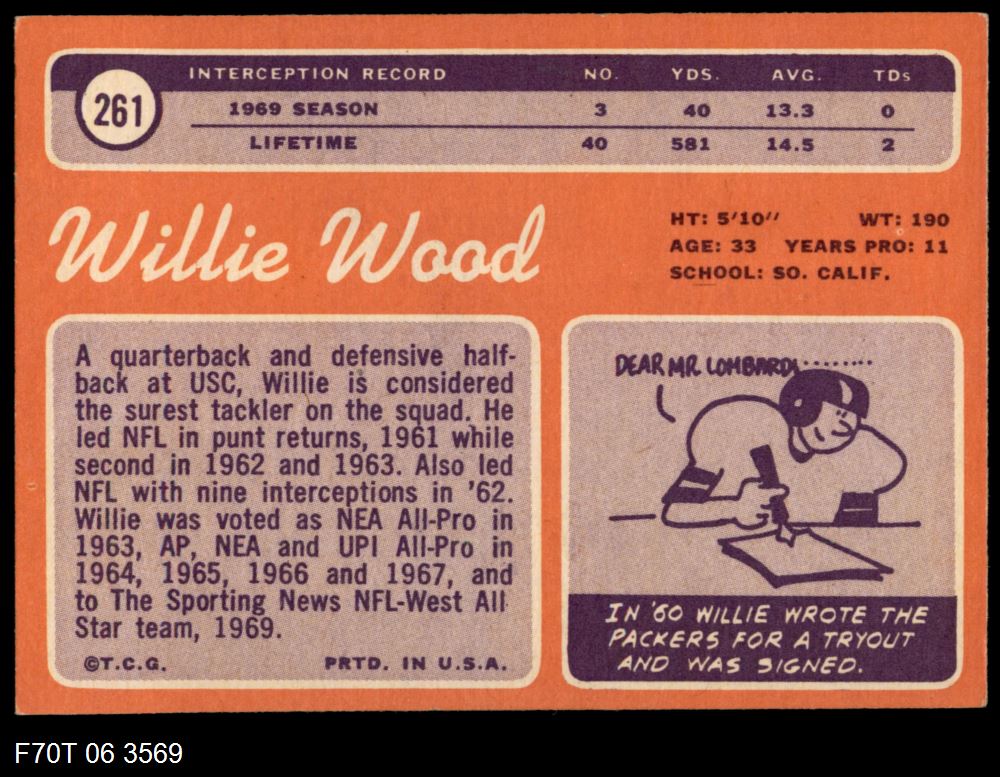 INTERCEPTION RECORD NO. YDS. AVG. TDs
261
1969 SEASON 3 40 13.3 0
LIFETIME 40 581 14.5 2
Willie Wood
HT: 5'10" WT: 190
AGE: 33 YEARS PRO: 11
SCHOOL: SO. CALIF.
A quarterback and defensive half-
back at USC, Willie is considered
the surest tackler on the squad. He
led NFL in punt returns, 1961 while
second in 1962 and 1963. Also led
NFL with nine interceptions in '62.
Willie was voted as NEA All-Pro in
1963, AP, NEA and UPI All-Pro in
1964, 1965, 1966 and 1967, and
to The Sporting News NFL-West All
Star team, 1969.
©T.C.G. PRTD. IN U.S.A.
DEAR MR. LOMBARDI........
IN '60 WILLIE WROTE THE
PACKERS FOR A TRYOUT
AND WAS SIGNED.
F70T 06 3569